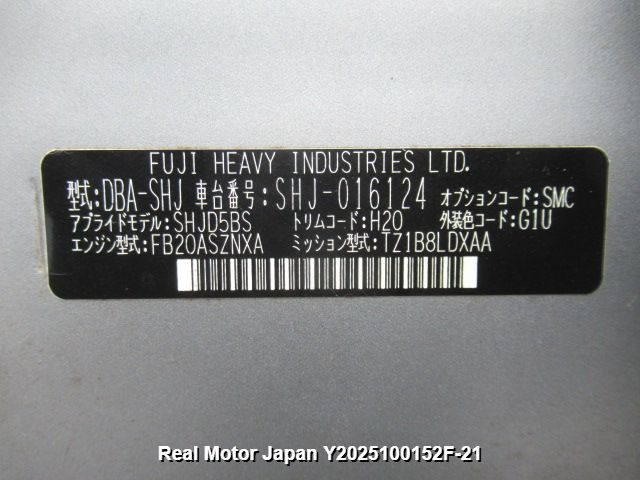 FUJI HEAVY INDUSTRIES LTD.
型式:DBA-SHJ 車台番号:SHJ-016124 オプションコード:SMC
アプライドモデル:SHJD5BS トリムコード:H20 外装色コード:G1U
エンジン型式:FB20ASZNXA ミッション型式:TZ1B8LDXAA
Real Motor Japan Y2025100152F-21